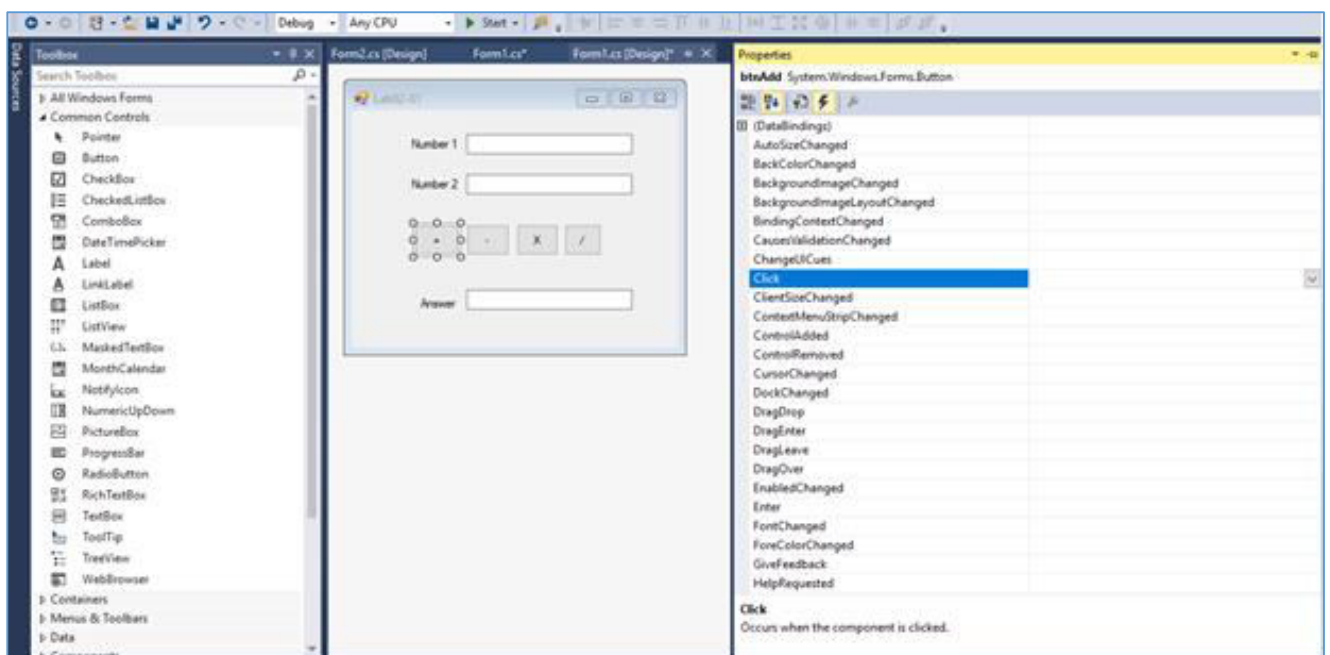 Debug
Any CPU
Start
Data Sources
Toolbox
Search Toolbox
All Windows Forms
Common Controls
Pointer
Button
CheckBox
CheckedListBox
ComboBox
DateTimePicker
Label
LinkLabel
ListBox
ListView
MaskedTextBox
MonthCalendar
NotifyIcon
NumericUpDown
PictureBox
ProgressBar
RadioButton
RichTextBox
TextBox
ToolTip
TreeView
WebBrowser
Containers
Menus & Toolbars
Data
Components
Form2.cs [Design]
Form1.cs*
Form1.cs [Design]*
Lab02-01
Number 1
Number 2
+
-
X
/
Answer
Properties
btnAdd System.Windows.Forms.Button
(DataBindings)
AutoSizeChanged
BackColorChanged
BackgroundImageChanged
BackgroundImageLayoutChanged
BindingContextChanged
CausesValidationChanged
ChangeUICues
Click
ClientSizeChanged
ContextMenuStripChanged
ControlAdded
ControlRemoved
CursorChanged
DockChanged
DragDrop
DragEnter
DragLeave
DragOver
EnabledChanged
Enter
FontChanged
ForeColorChanged
GiveFeedback
HelpRequested
Click
Occurs when the component is clicked.